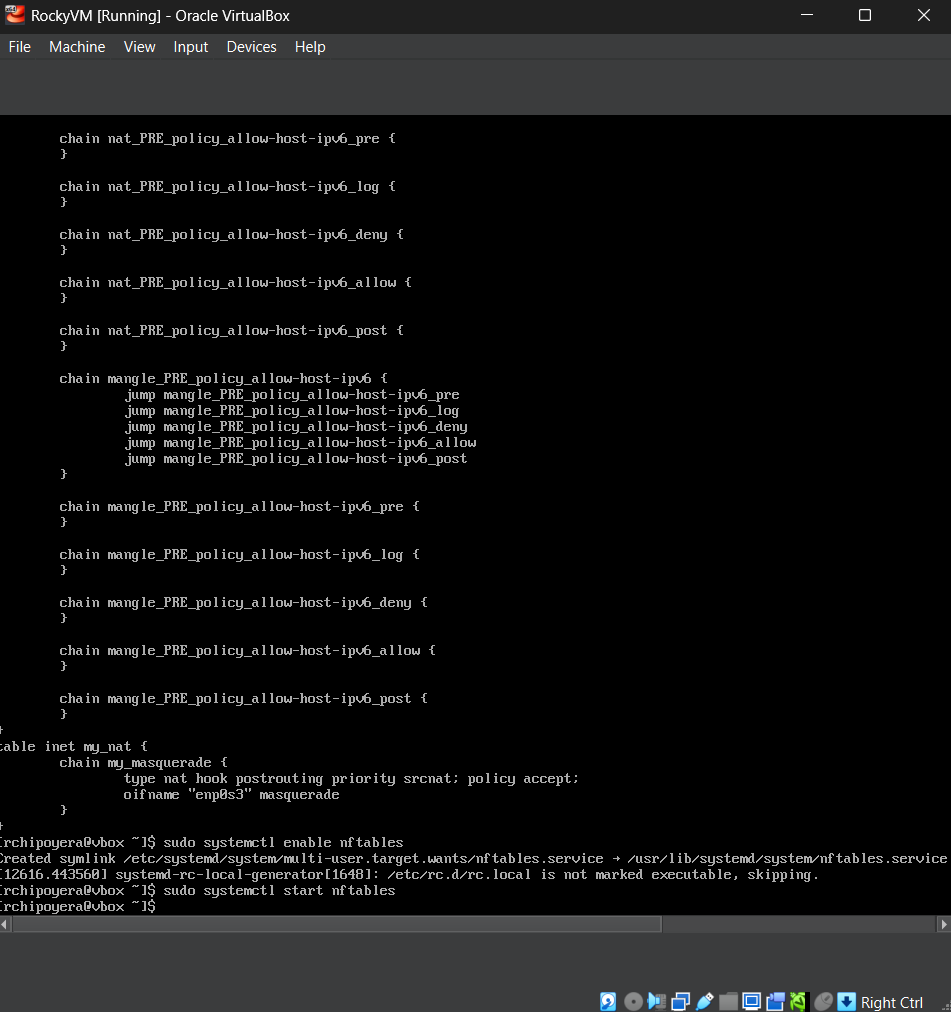 RockyVM [Running] - Oracle VirtualBox
File Machine View Input Devices Help
chain nat_PRE_policy_allow-host-ipv6_pre {
}
chain nat_PRE_policy_allow-host-ipv6_log {
}
chain nat_PRE_policy_allow-host-ipv6_deny {
}
chain nat_PRE_policy_allow-host-ipv6_allow {
}
chain nat_PRE_policy_allow-host-ipv6_post {
}
chain mangle_PRE_policy_allow-host-ipv6 {
jump mangle_PRE_policy_allow-host-ipv6_pre
jump mangle_PRE_policy_allow-host-ipv6_log
jump mangle_PRE_policy_allow-host-ipv6_deny
jump mangle_PRE_policy_allow-host-ipv6_allow
jump mangle_PRE_policy_allow-host-ipv6_post
}
chain mangle_PRE_policy_allow-host-ipv6_pre {
}
chain mangle_PRE_policy_allow-host-ipv6_log {
}
chain mangle_PRE_policy_allow-host-ipv6_deny {
}
chain mangle_PRE_policy_allow-host-ipv6_allow {
}
chain mangle_PRE_policy_allow-host-ipv6_post {
}
}
table inet my_nat {
chain my_masquerade {
type nat hook postrouting priority srcnat; policy accept;
oifname "enp0s3" masquerade
}
}
[rchipoyera@vbox ~]$ sudo systemctl enable nftables
Created symlink /etc/systemd/system/multi-user.target.wants/nftables.service → /usr/lib/systemd/system/nftables.service
[12616.443560] systemd-rc-local-generator[1648]: /etc/rc.d/rc.local is not marked executable, skipping.
[rchipoyera@vbox ~]$ sudo systemctl start nftables
[rchipoyera@vbox ~]$
Right Ctrl